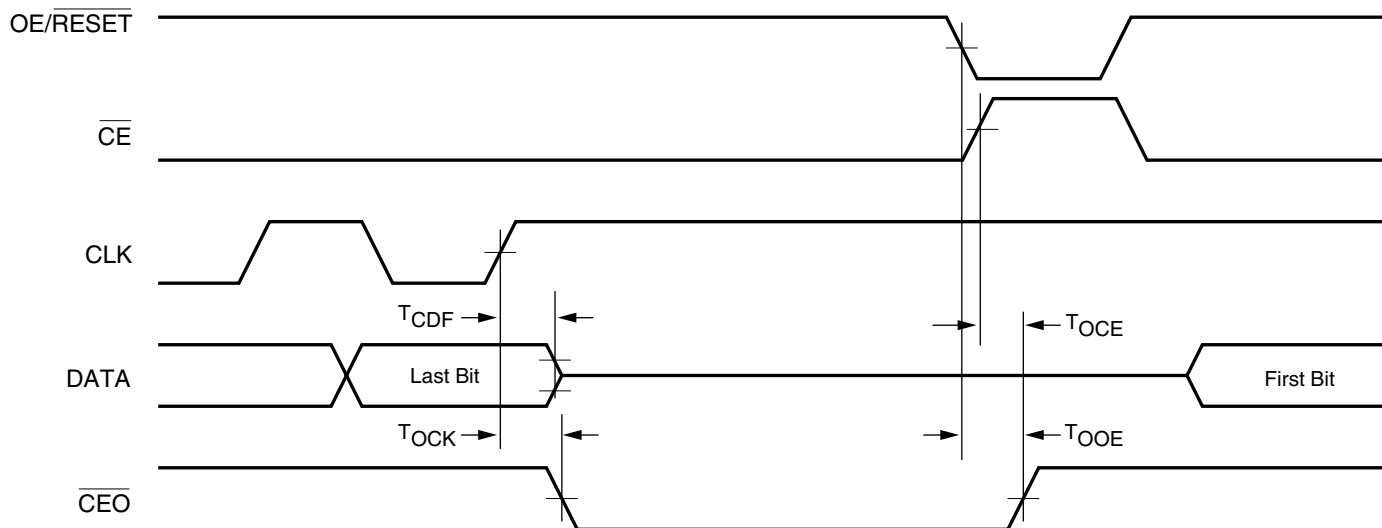 OE/RESET
CE
CLK
TCDF
TOCE
DATA
Last Bit
First Bit
TOCK
TOOE
CEO